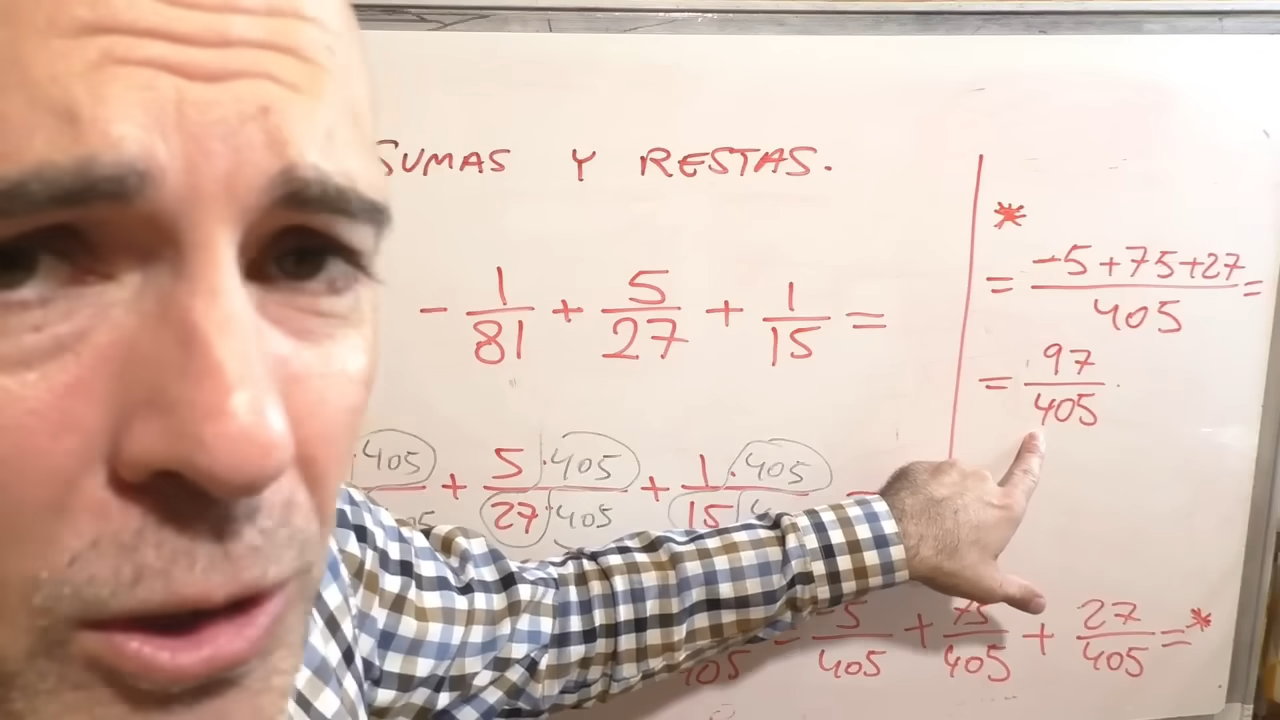 SUMAS Y RESTAS.
- 1/81 + 5/27 + 1/15 =
·405 + 5·405/27·405 + 1·405/15
405 = -5/405 + 75/405 + 27/405 = *
*
= -5+75+27/405 =
= 97/405